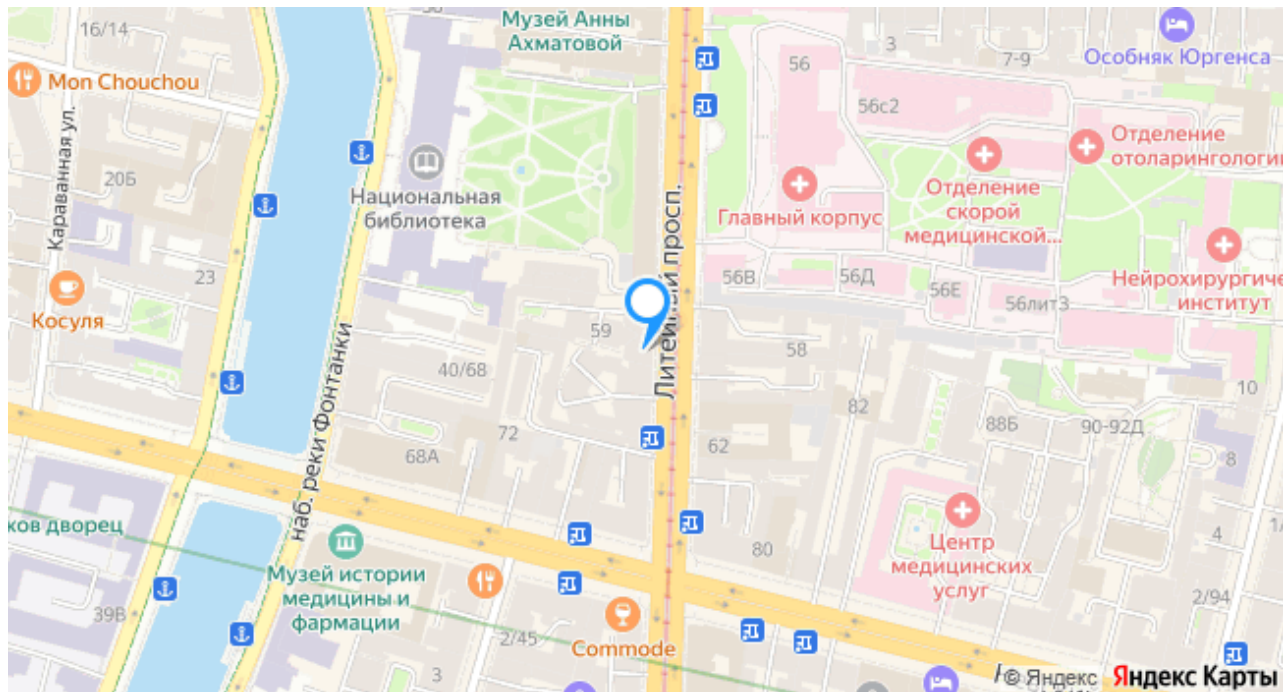 16/14
Mon Chouchou
Караванная ул.
20Б
23
Косуля
Музей Анны
Ахматовой
Национальная
библиотека
наб. реки Фонтанки
40/68
59
72
68А
Литейный просп.
56
3
7-9
Особняк Юргенса
56с2
Отделение
отоларингологии
Главный корпус
Отделение
скорой
медицинской...
56В
56Д
56Е
56лит3
Нейрохирургиче
институт
58
10
82
88Б
90-92Д
62
8
4
80
Центр
медицинских
услуг
2/94
ков дворец
39В
Музей истории
медицины и
фармации
2/45
3
Commode
© Яндекс Яндекс Карты